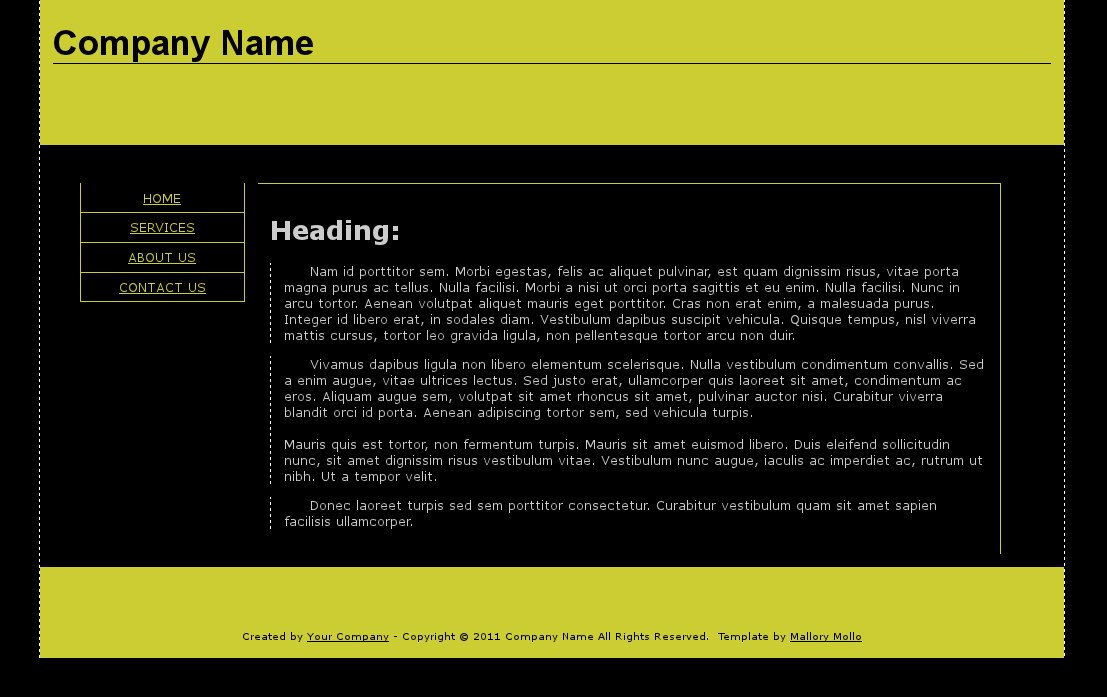 Company Name
HOME
SERVICES
ABOUT US
CONTACT US
Heading:
Nam id porttitor sem. Morbi egestas, felis ac aliquet pulvinar, est quam dignissim risus, vitae porta
magna purus ac tellus. Nulla facilisi. Morbi a nisi ut orci porta sagittis et eu enim. Nulla facilisi. Nunc in
arcu tortor. Aenean volutpat aliquet mauris eget porttitor. Cras non erat enim, a malesuada purus.
Integer id libero erat, in sodales diam. Vestibulum dapibus suscipit vehicula. Quisque tempus, nisl viverra
mattis cursus, tortor leo gravida ligula, non pellentesque tortor arcu non duir.
Vivamus dapibus ligula non libero elementum scelerisque. Nulla vestibulum condimentum convallis. Sed
a enim augue, vitae ultrices lectus. Sed justo erat, ullamcorper quis laoreet sit amet, condimentum ac
eros. Aliquam augue sem, volutpat sit amet rhoncus sit amet, pulvinar auctor nisi. Curabitur viverra
blandit orci id porta. Aenean adipiscing tortor sem, sed vehicula turpis.
Mauris quis est tortor, non fermentum turpis. Mauris sit amet euismod libero. Duis eleifend sollicitudin
nunc, sit amet dignissim risus vestibulum vitae. Vestibulum nunc augue, iaculis ac imperdiet ac, rutrum ut
nibh. Ut a tempor velit.
Donec laoreet turpis sed sem porttitor consectetur. Curabitur vestibulum quam sit amet sapien
facilisis ullamcorper.
Created by Your Company - Copyright © 2011 Company Name All Rights Reserved. Template by Mallory Mollo